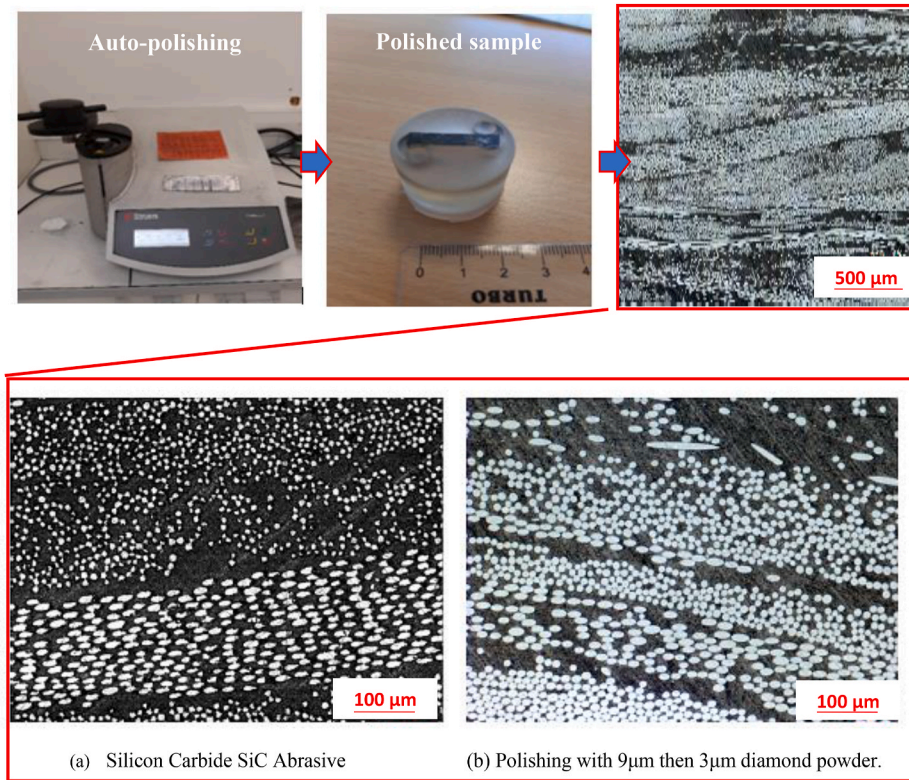 Auto-polishing
Polished sample
struers
0 1 2 3 4
TURBO
500 μm
100 μm
100 μm
(a) Silicon Carbide SiC Abrasive
(b) Polishing with 9μm then 3μm diamond powder.